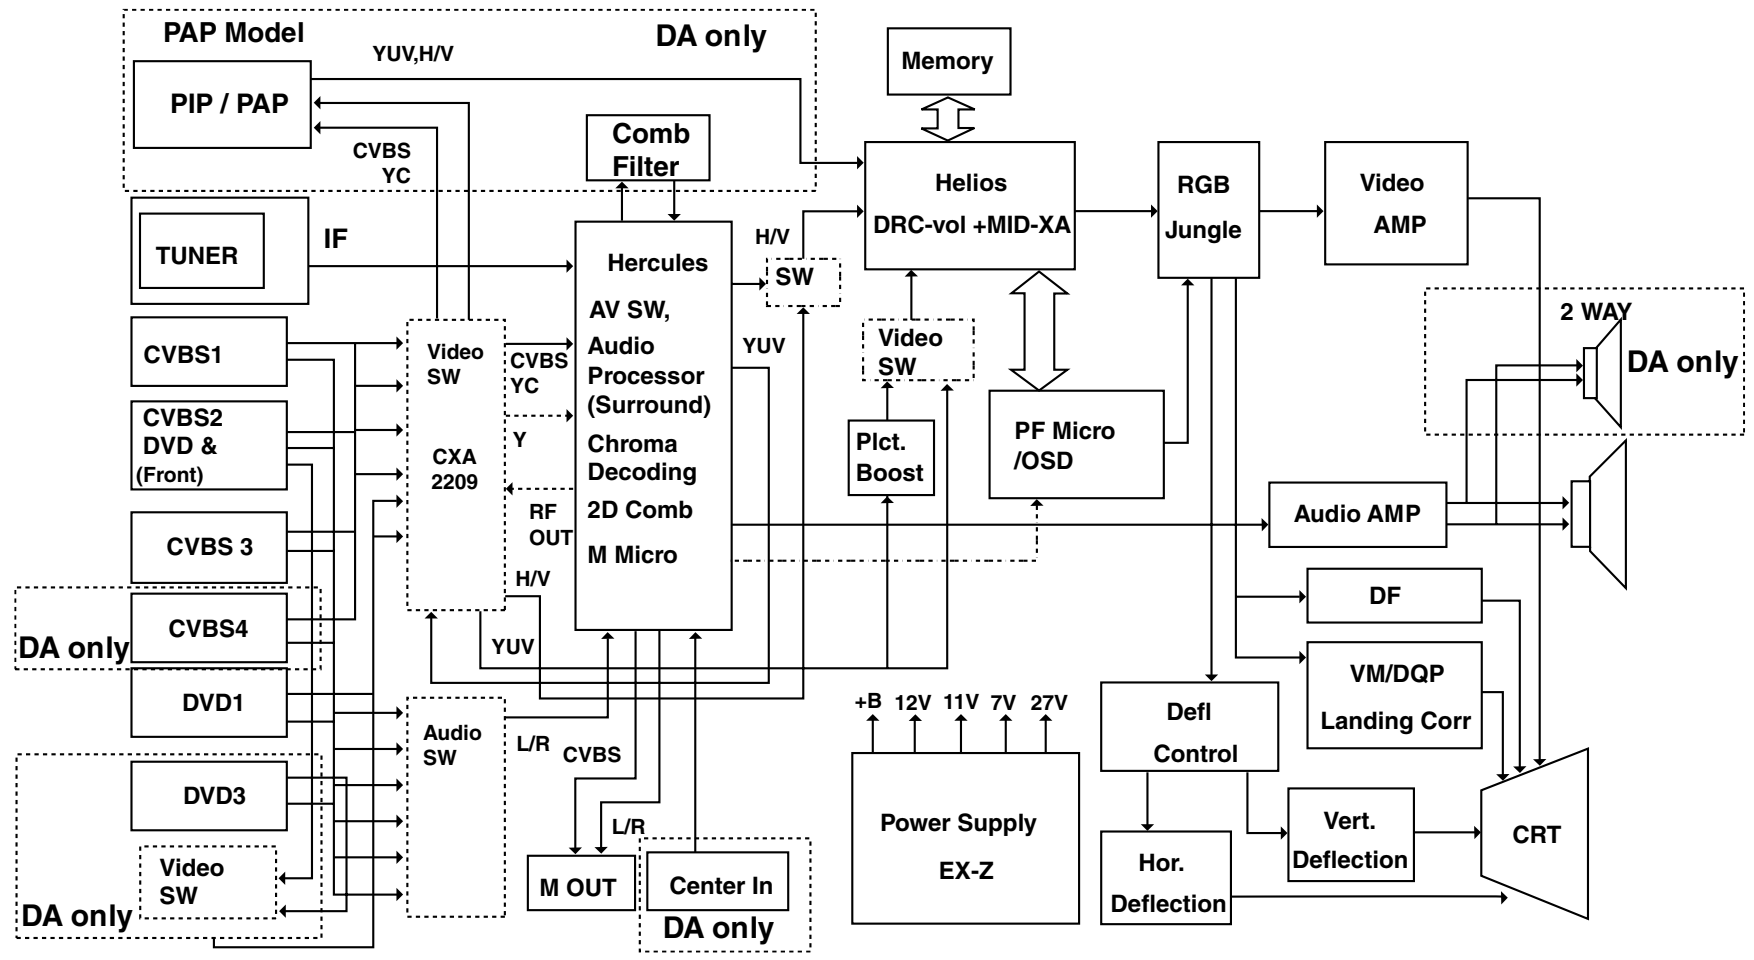 PAP Model
DA only
YUV,H/V
PIP / PAP
CVBS
YC
Comb
Filter
Memory
Helios
DRC-vol +MID-XA
RGB
Jungle
Video
AMP
TUNER
IF
Hercules
AV SW,
Audio
Processor
(Surround)
Chroma
Decoding
2D Comb
M Micro
H/V
SW
YUV
Video
SW
Plct.
Boost
PF Micro
/OSD
2 WAY
DA only
Audio AMP
CVBS1
CVBS2
DVD &
(Front)
CVBS 3
CVBS4
DA only
DVD1
DVD3
Video
SW
DA only
Video
SW
CXA
2209
CVBS
YC
Y
RF
OUT
H/V
YUV
Audio
SW
L/R
CVBS
L/R
M OUT
Center In
DA only
+B
12V
11V
7V
27V
Power Supply
EX-Z
DF
VM/DQP
Landing Corr
Defl
Control
Hor.
Deflection
Vert.
Deflection
CRT